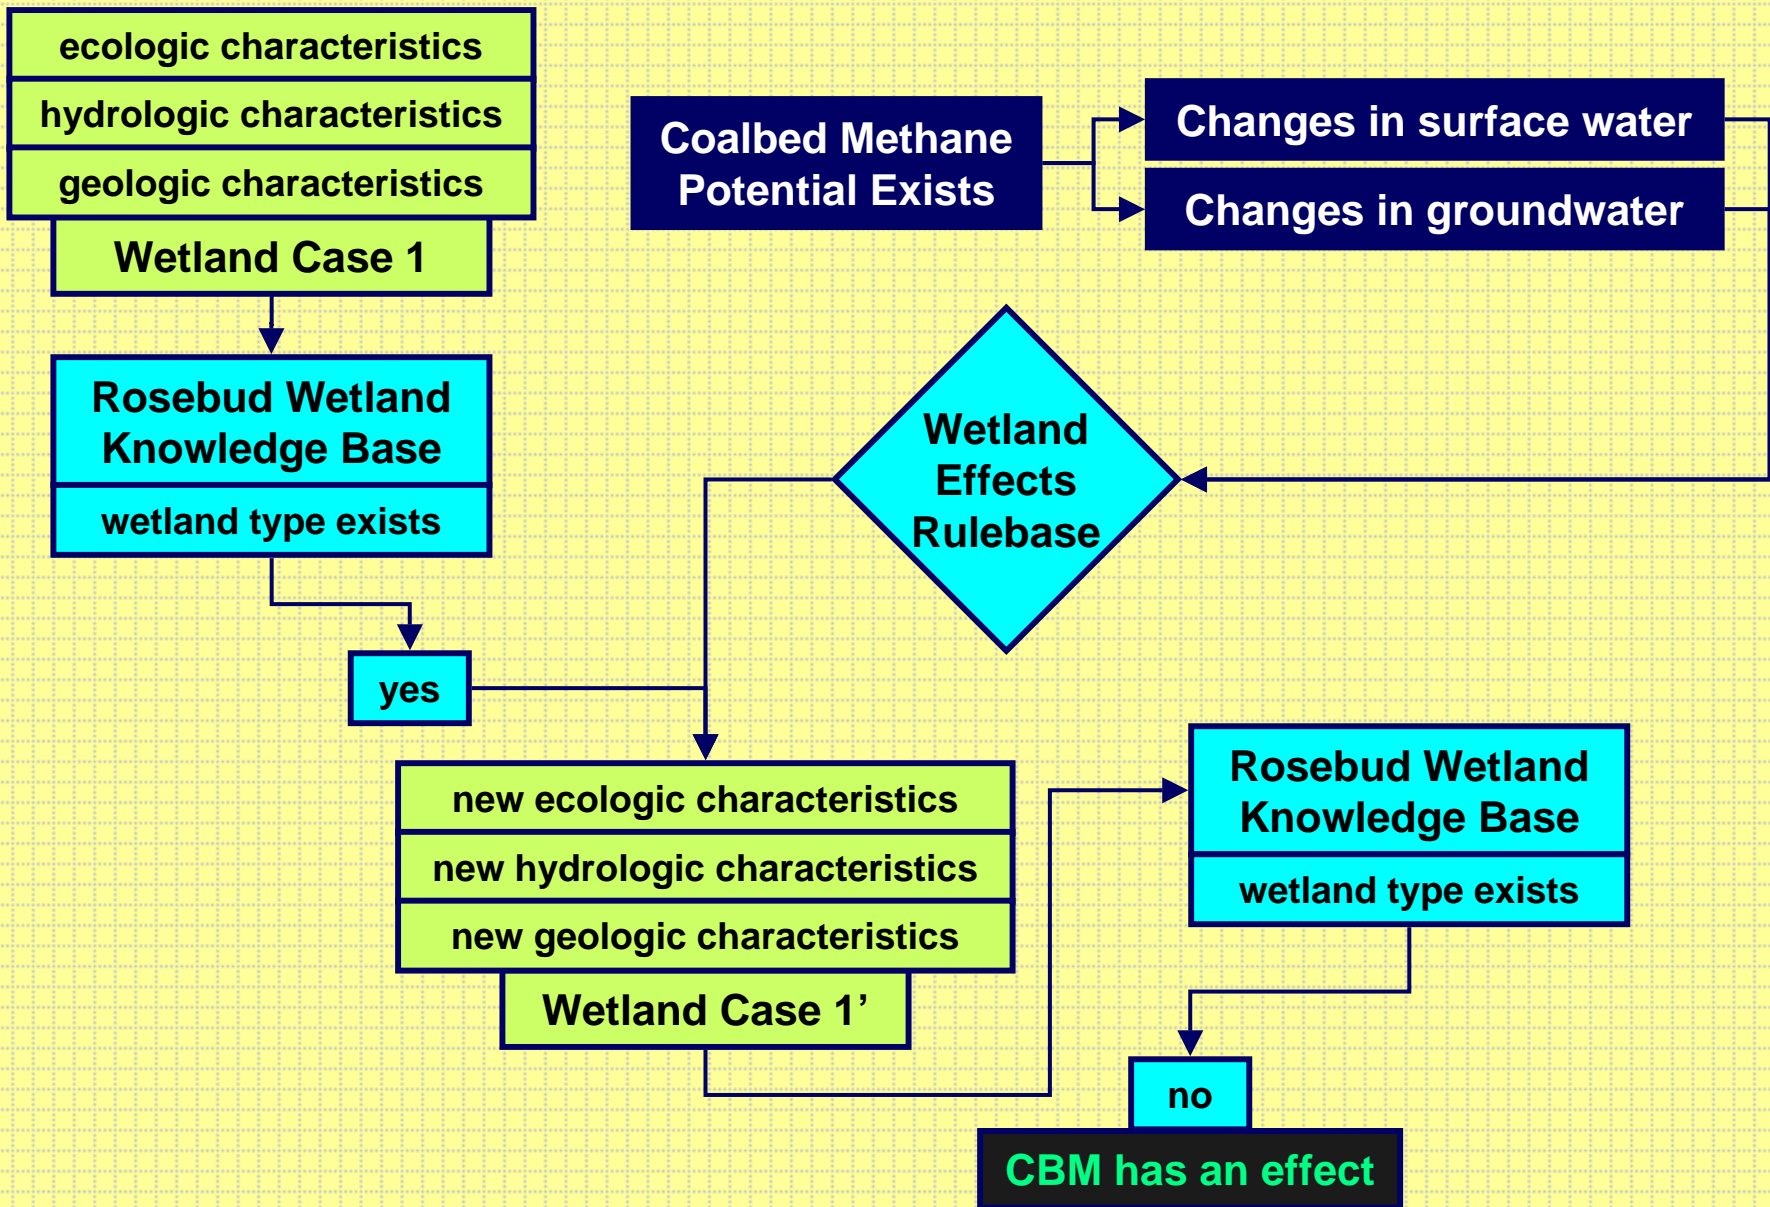 ecologic characteristics
hydrologic characteristics
geologic characteristics
Wetland Case 1
Coalbed Methane
Potential Exists
Changes in surface water
Changes in groundwater
Rosebud Wetland
Knowledge Base
wetland type exists
Wetland
Effects
Rulebase
yes
new ecologic characteristics
new hydrologic characteristics
new geologic characteristics
Wetland Case 1’
Rosebud Wetland
Knowledge Base
wetland type exists
no
CBM has an effect